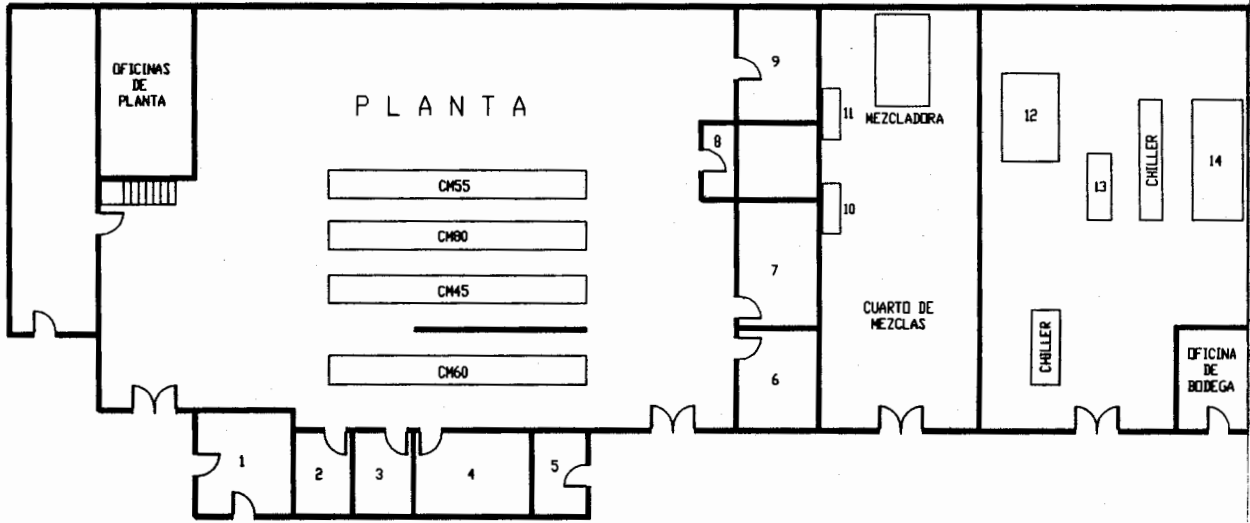 OFICINAS
DE
PLANTA
PLANTA
9
11
MEZCLADORA
12
13
CHILLER
14
8
CM55
10
CM80
7
CM45
CUARTO DE
MEZCLAS
CHILLER
OFICINA
DE
BODEGA
CM60
6
1
2
3
4
5